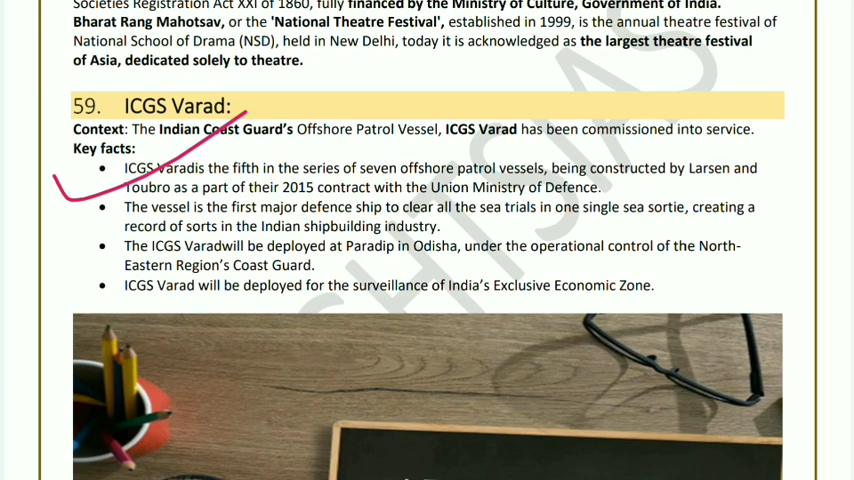 Societies Registration Act XXI of 1860, fully financed by the Ministry of Culture, Government of India.
Bharat Rang Mahotsav, or the 'National Theatre Festival', established in 1999, is the annual theatre festival of
National School of Drama (NSD), held in New Delhi, today it is acknowledged as the largest theatre festival
of Asia, dedicated solely to theatre.
59. ICGS Varad:
Context: The Indian Coast Guard's Offshore Patrol Vessel, ICGS Varad has been commissioned into service.
Key facts:
• ICGS Varadis the fifth in the series of seven offshore patrol vessels, being constructed by Larsen and
Toubro as a part of their 2015 contract with the Union Ministry of Defence.
• The vessel is the first major defence ship to clear all the sea trials in one single sea sortie, creating a
record of sorts in the Indian shipbuilding industry.
• The ICGS Varadwill be deployed at Paradip in Odisha, under the operational control of the North-
Eastern Region's Coast Guard.
• ICGS Varad will be deployed for the surveillance of India's Exclusive Economic Zone.